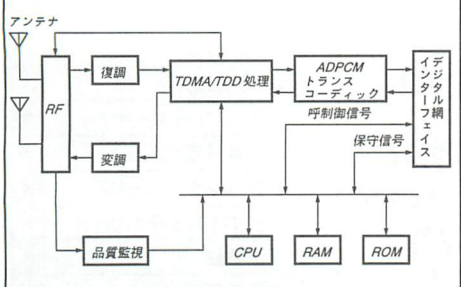 アンテナ
RF
復調
変調
TDMA/TDD 処理
ADPCM
トランス
コーディック
デジタル網
インターフェイス
呼制御信号
保守信号
品質監視
CPU
RAM
ROM